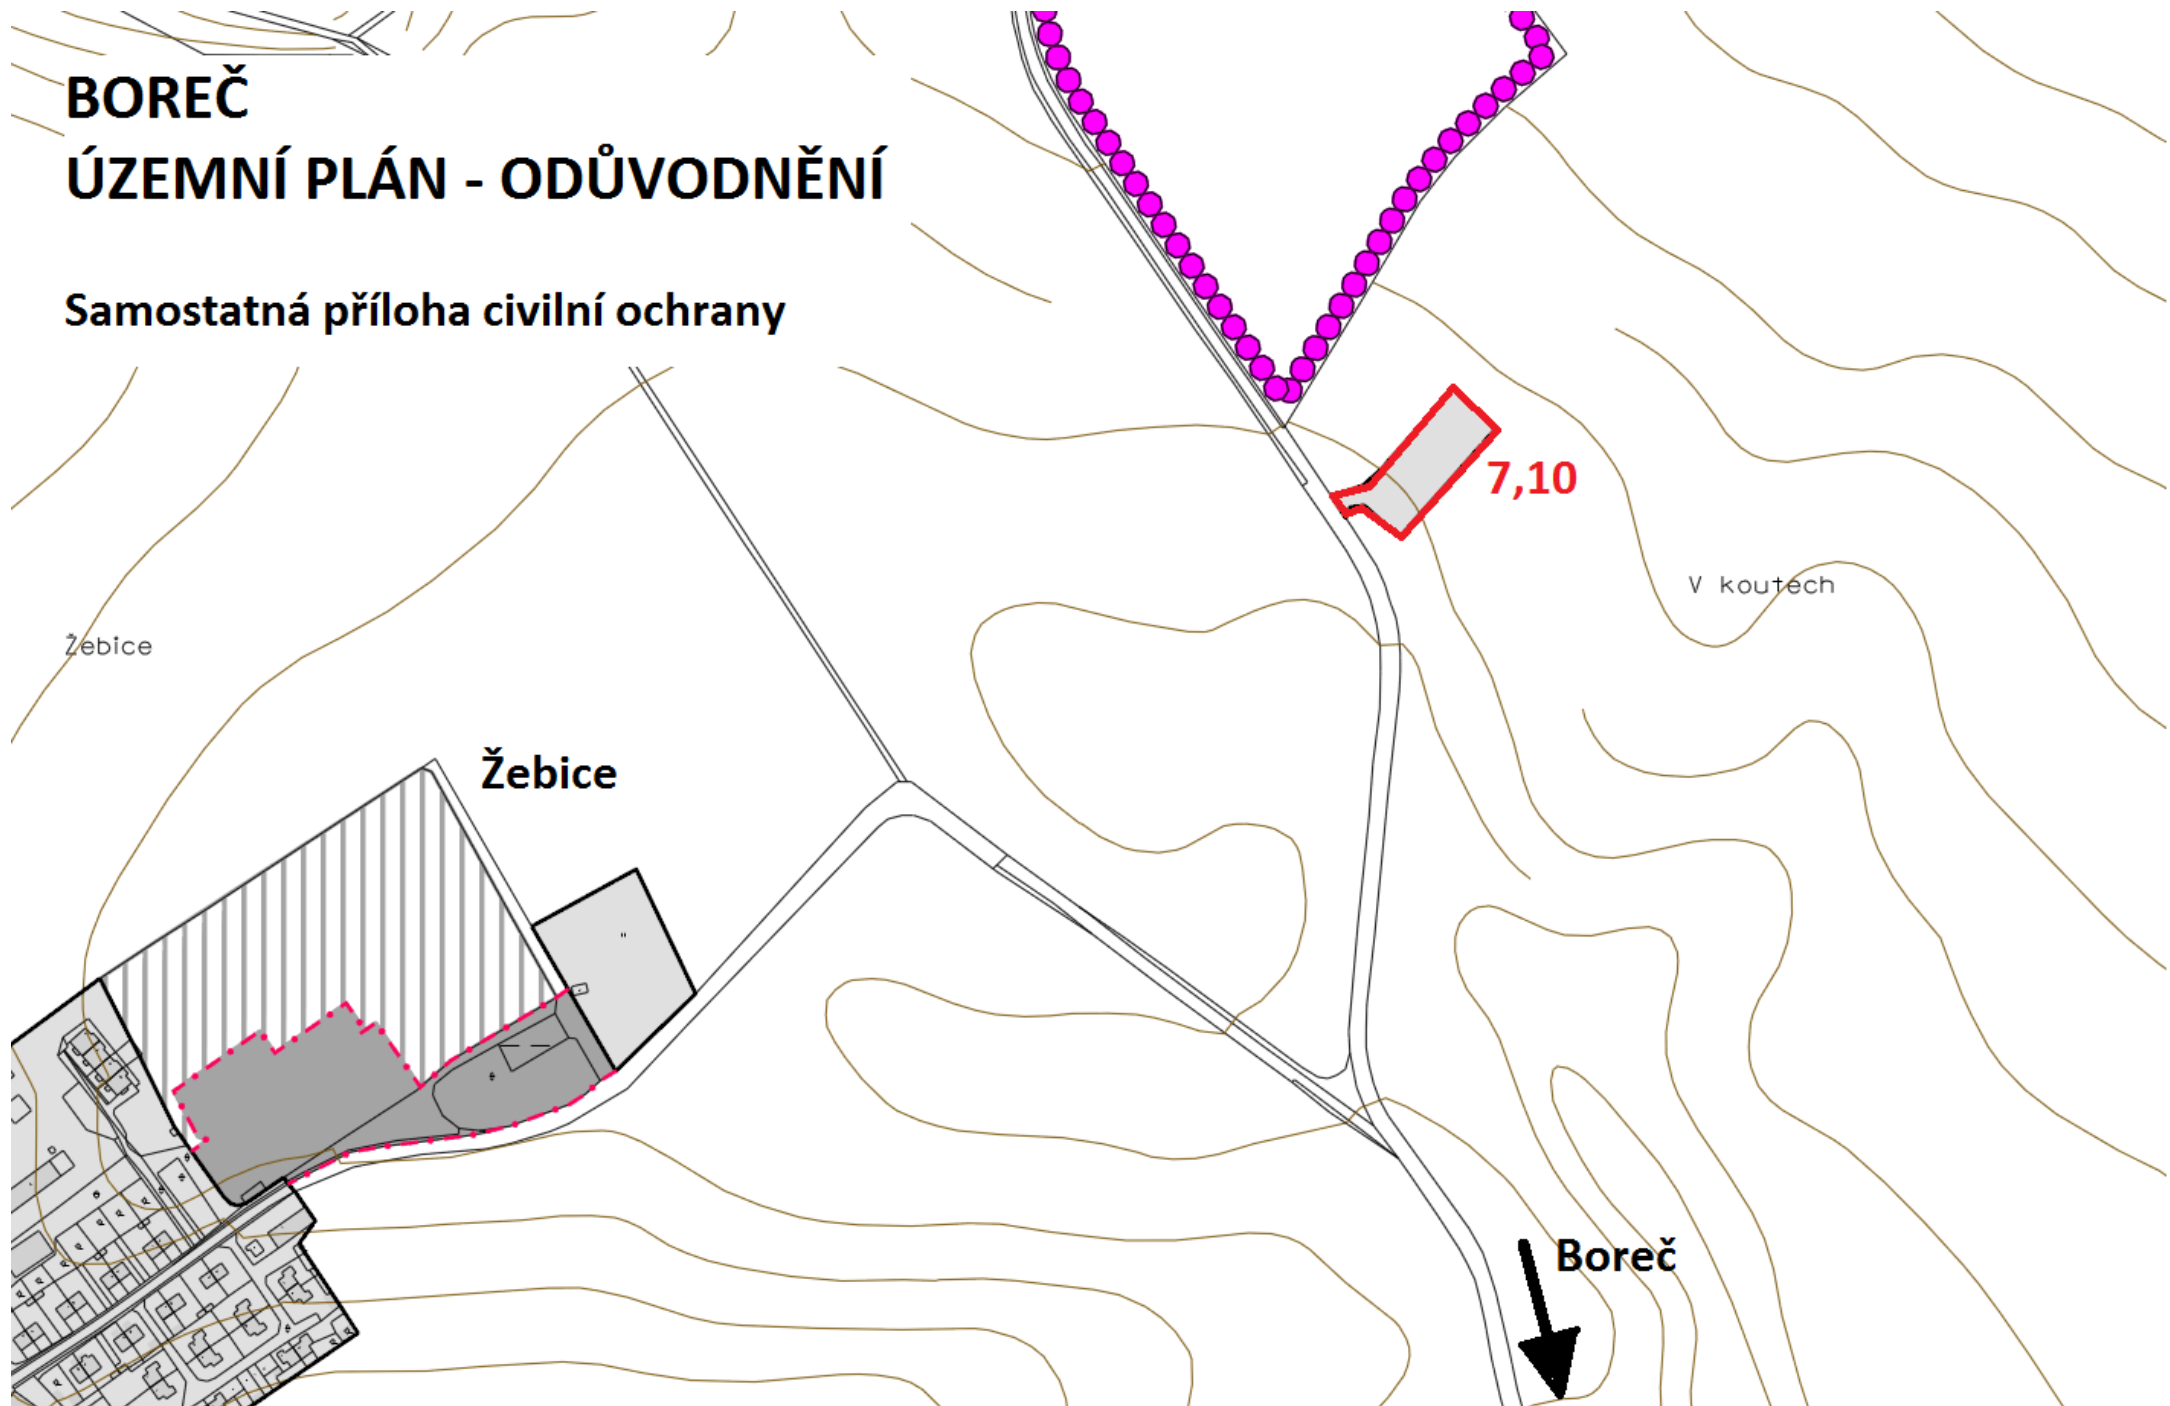 BOREČ
ÚZEMNÍ PLÁN - ODŮVODNĚNÍ
Samostatná příloha civilní ochrany
7,10
V koutech
Žebice
Žebice
Boreč